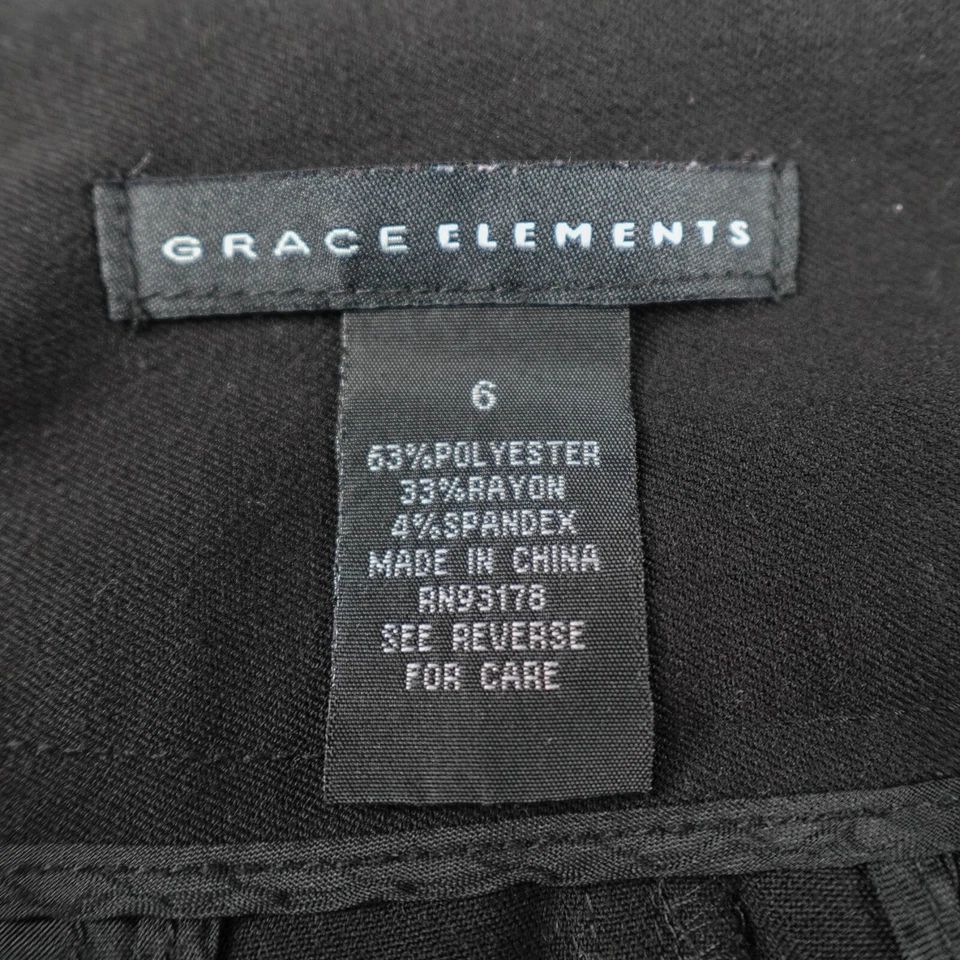 GRACE ELEMENTS
6
63%POLYESTER
33%RAYON
4%SPANDEX
MADE IN CHINA
RN93178
SEE REVERSE
FOR CARE